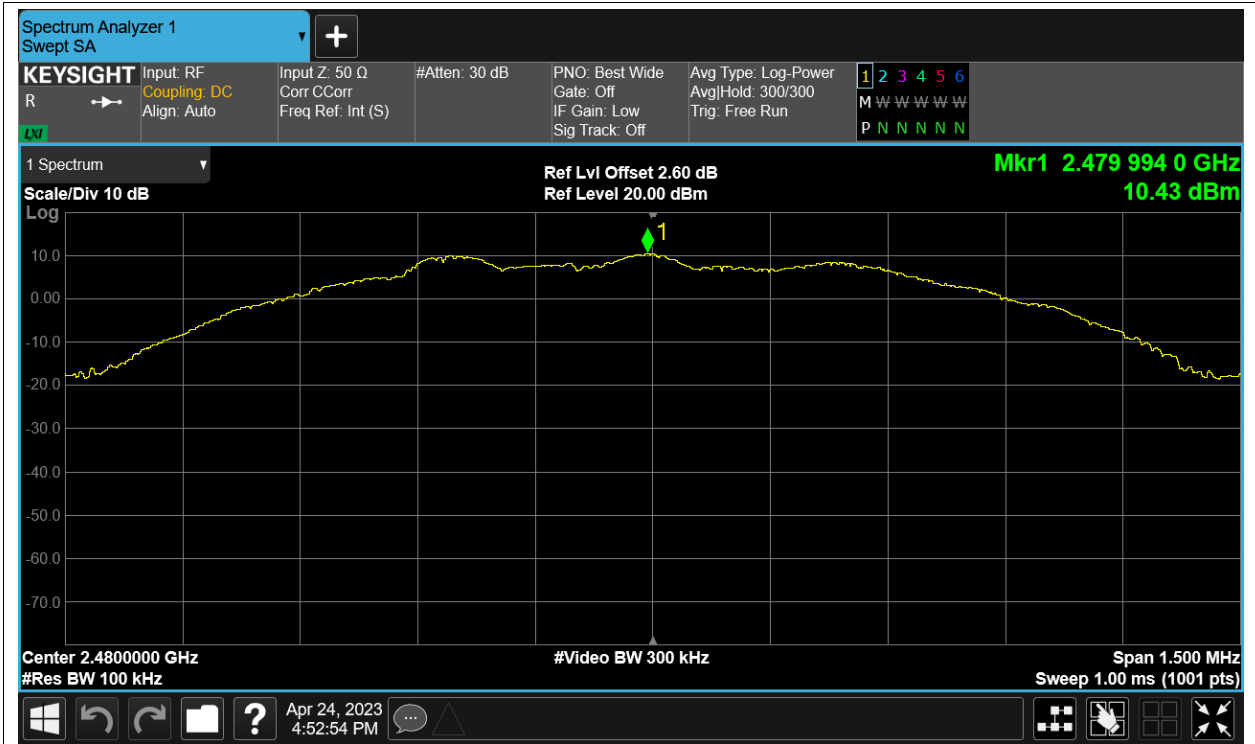 Spectrum Analyzer 1
Swept SA
+
KEYSIGHT
R
LXI
Input: RF
Coupling: DC
Align: Auto
Input Z: 50 Ω
Corr CCorr
Freq Ref: Int (S)
#Atten: 30 dB
PNO: Best Wide
Gate: Off
IF Gain: Low
Sig Track: Off
Avg Type: Log-Power
Avg|Hold: 300/300
Trig: Free Run
1 2 3 4 5 6
M W W W W W
P N N N N N
1 Spectrum
Scale/Div 10 dB
Log
Ref Lvl Offset 2.60 dB
Ref Level 20.00 dBm
Mkr1 2.479 994 0 GHz
10.43 dBm
1
10.0
0.00
-10.0
-20.0
-30.0
-40.0
-50.0
-60.0
-70.0
Center 2.4800000 GHz
#Res BW 100 kHz
#Video BW 300 kHz
Span 1.500 MHz
Sweep 1.00 ms (1001 pts)
?
Apr 24, 2023
4:52:54 PM